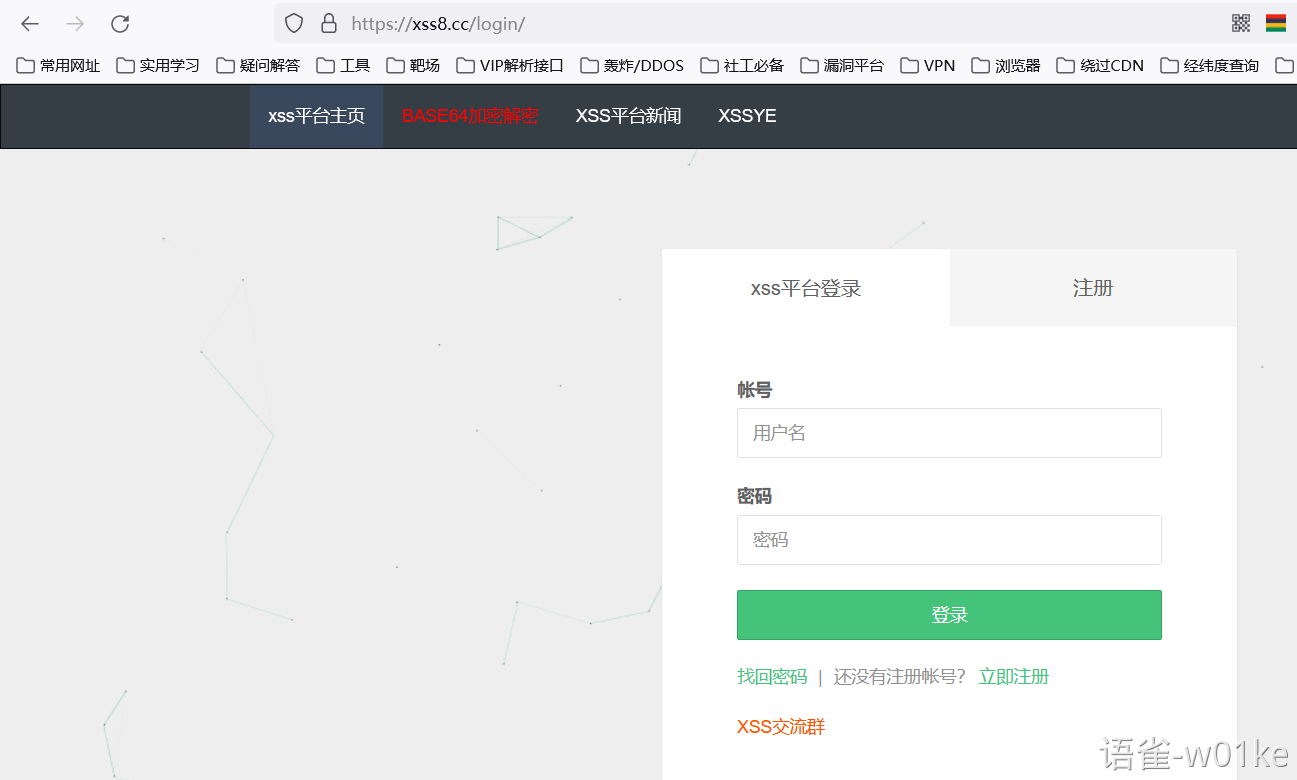 https://xss8.cc/login/
常用网址 实用学习 疑问解答 工具 靶场 VIP解析接口 轰炸/DDOS 社工必备 漏洞平台 VPN 浏览器 绕过CDN 经纬度查询
xss平台主页 BASE64加密解密 XSS平台新闻 XSSYE
xss平台登录 注册
帐号
用户名
密码
密码
登录
找回密码 | 还没有注册帐号? 立即注册
XSS交流群
语雀-w01ke